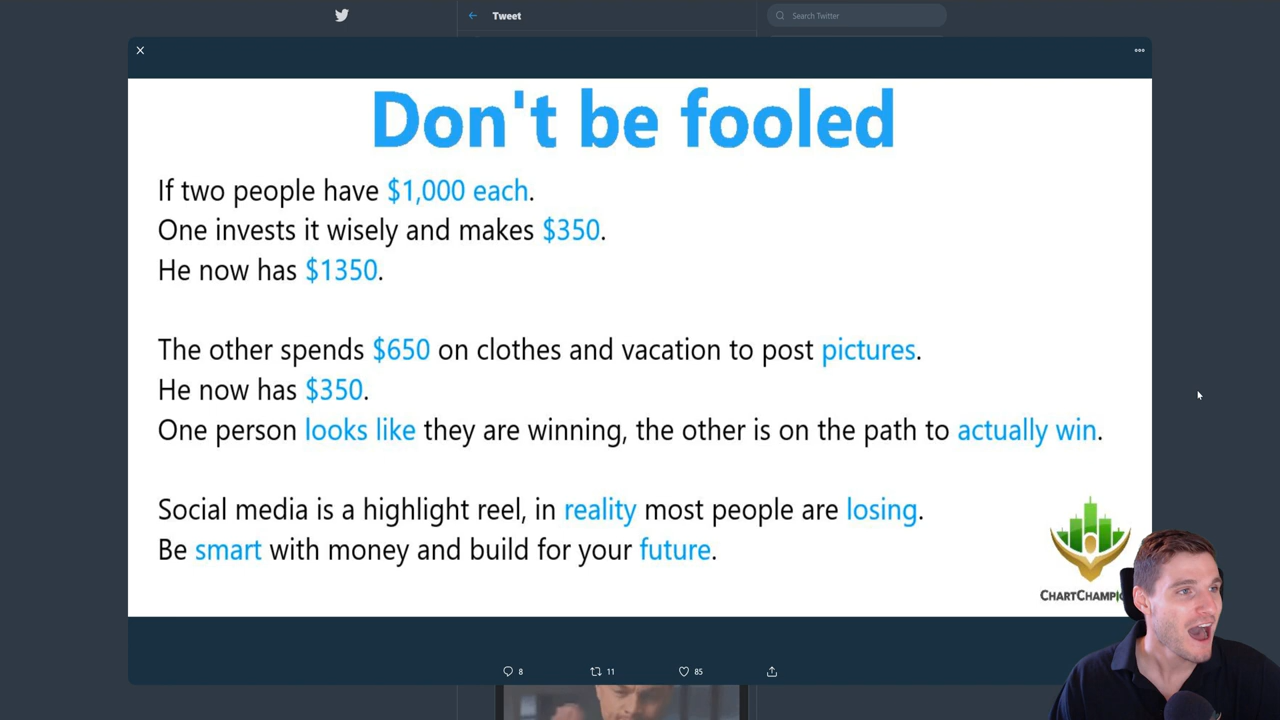 Tweet
Search Twitter
Don't be fooled
If two people have $1,000 each.
One invests it wisely and makes $350.
He now has $1350.
The other spends $650 on clothes and vacation to post pictures.
He now has $350.
One person looks like they are winning, the other is on the path to actually win.
Social media is a highlight reel, in reality most people are losing.
Be smart with money and build for your future.
8
11
85